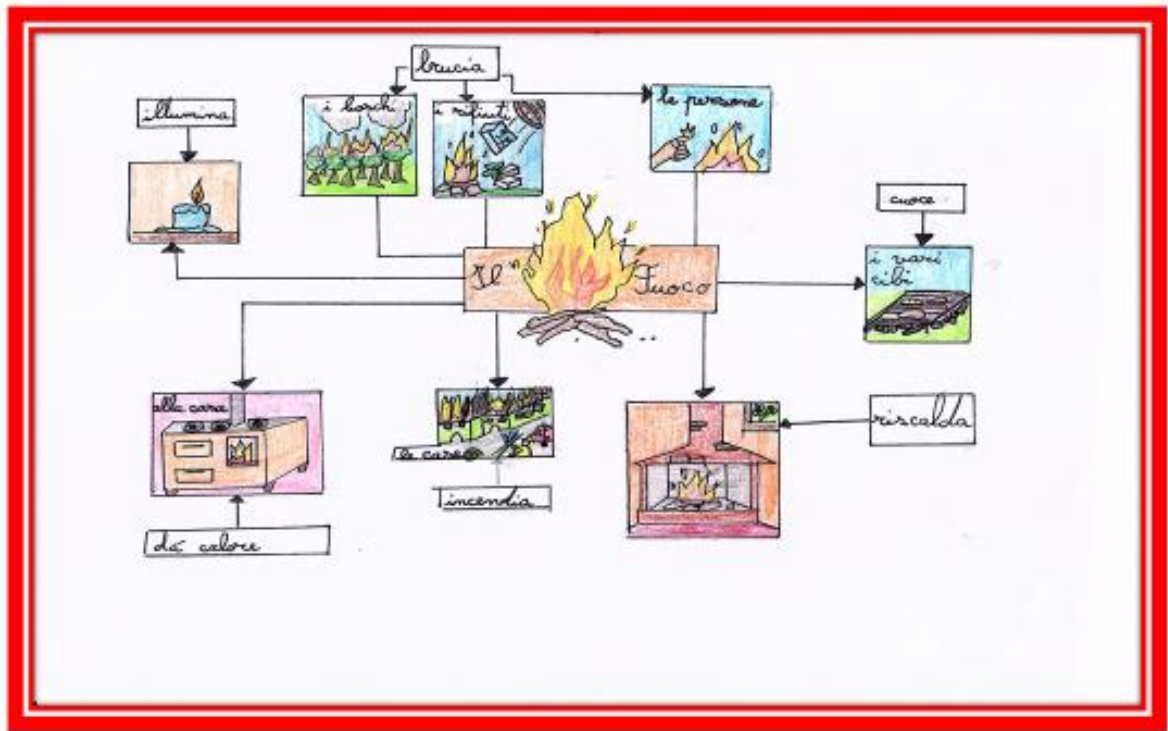 brucia
illumina
i boschi
i rifiuti
le persone
cuoce
i vari
cibi
Il Fuoco
alla casa
le case
riscalda
incendia
dà calore